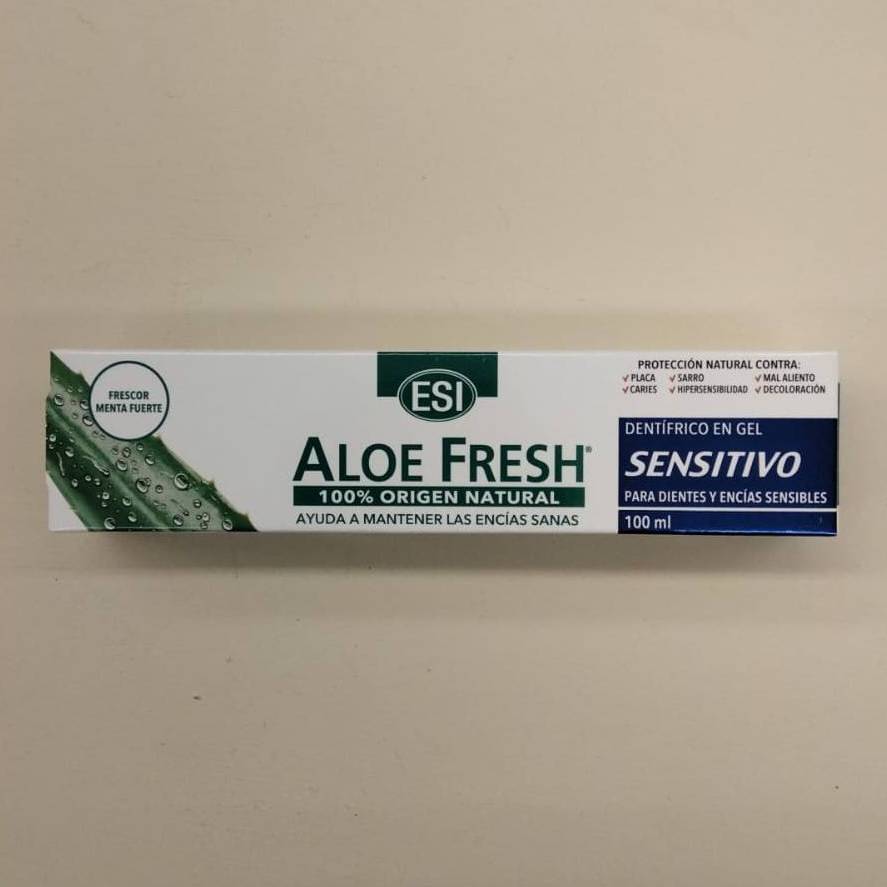 FRESCOR
MENTA FUERTE
ESI
ALOE FRESH®
100% ORIGEN NATURAL
AYUDA A MANTENER LAS ENCÍAS SANAS
PROTECCIÓN NATURAL CONTRA:
✓ PLACA ✓ SARRO ✓ MAL ALIENTO
✓ CARIES ✓ HIPERSENSIBILIDAD ✓ DECOLORACIÓN
DENTÍFRICO EN GEL
SENSITIVO
PARA DIENTES Y ENCÍAS SENSIBLES
100 ml